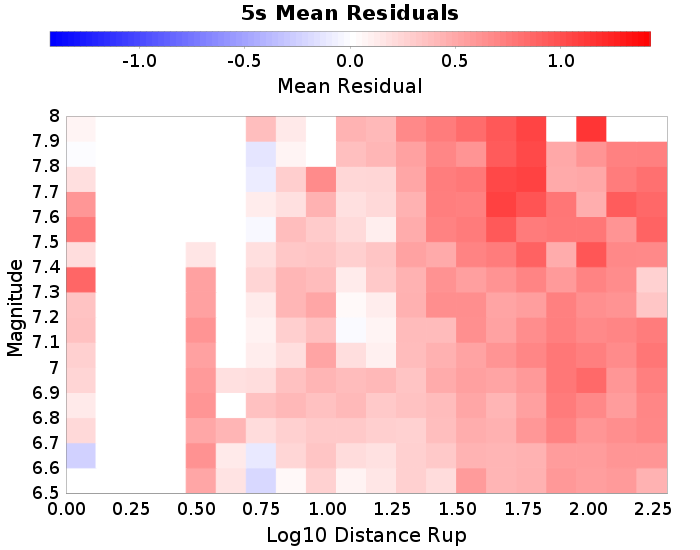 5s Mean Residuals
-1.0 -0.5 0.0 0.5 1.0
Mean Residual
8
7.9
7.8
7.7
7.6
7.5
7.4
7.3
7.2
7.1
7
6.9
6.8
6.7
6.6
6.5
Magnitude
0.00 0.25 0.50 0.75 1.00 1.25 1.50 1.75 2.00 2.25
Log10 Distance Rup